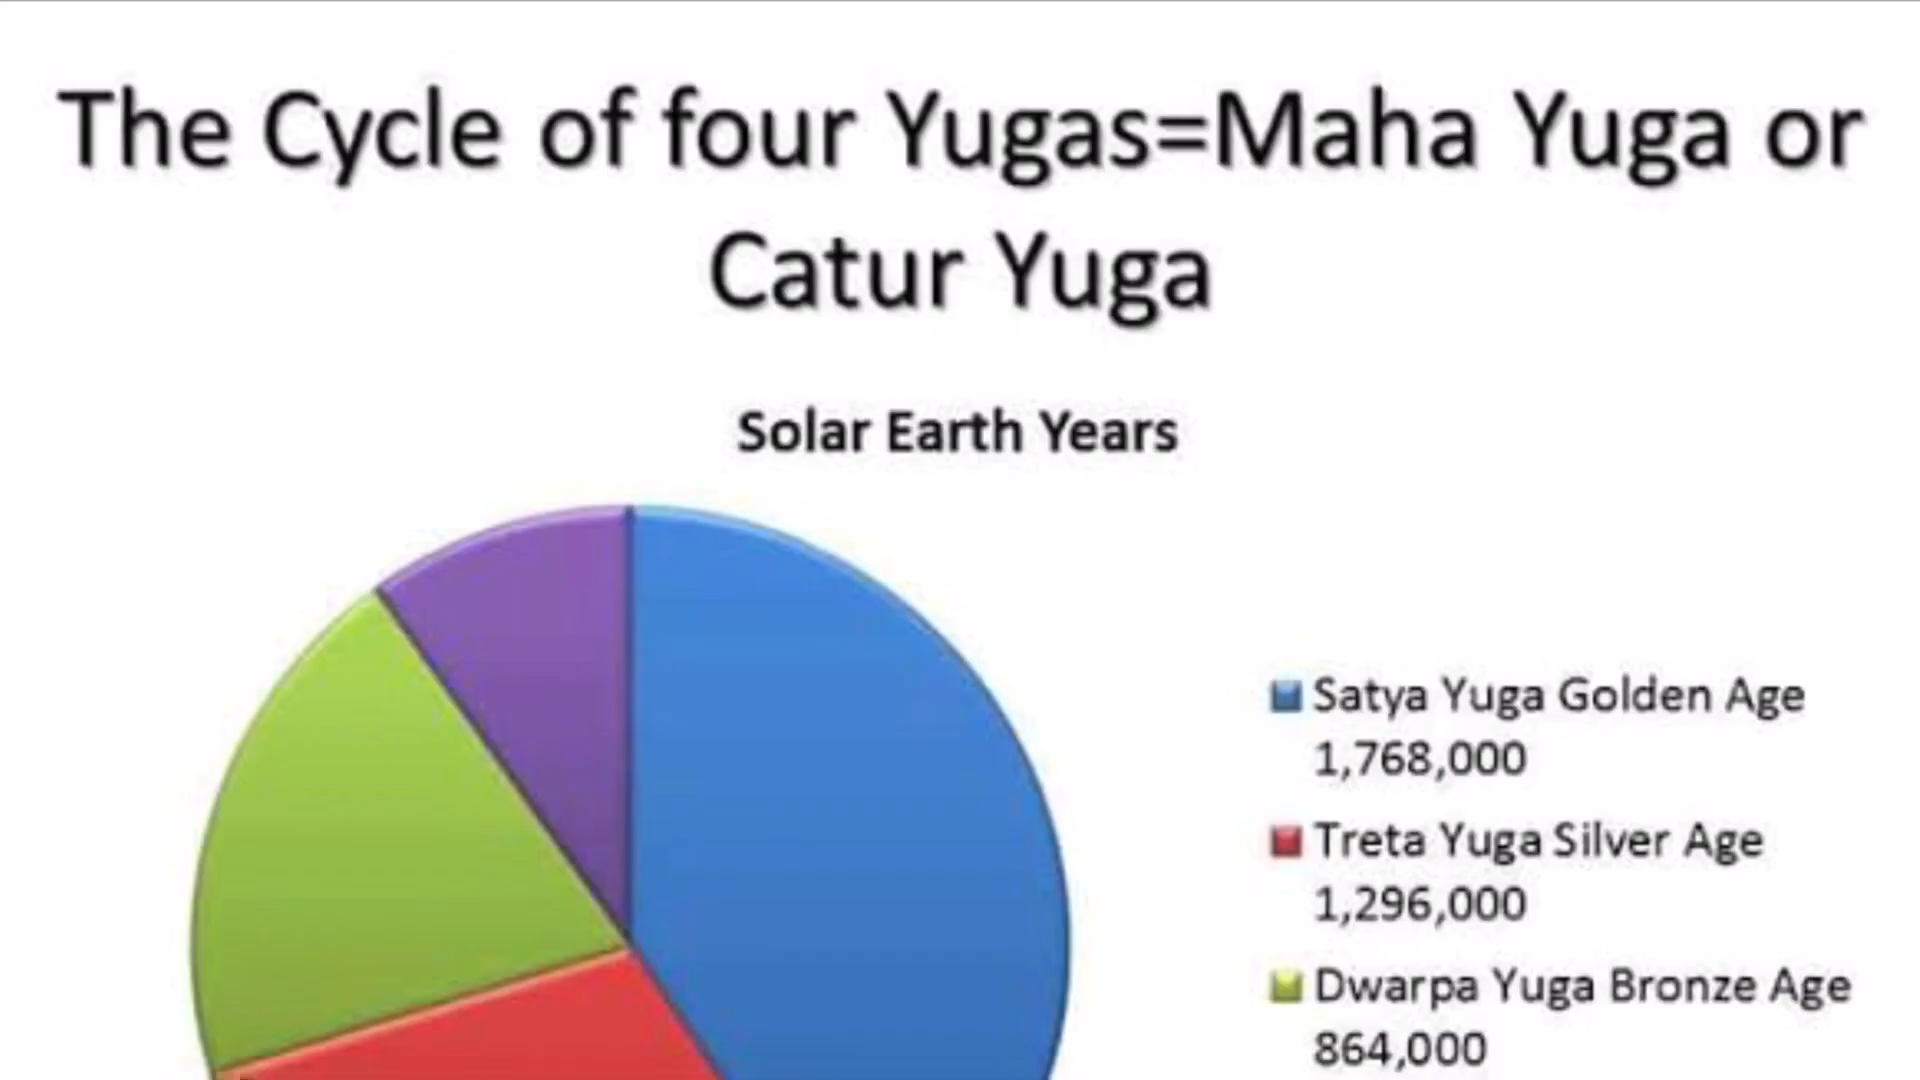 The Cycle of four Yugas=Maha Yuga or
Catur Yuga
Solar Earth Years
Satya Yuga Golden Age
1,768,000
Treta Yuga Silver Age
1,296,000
Dwarpa Yuga Bronze Age
864,000